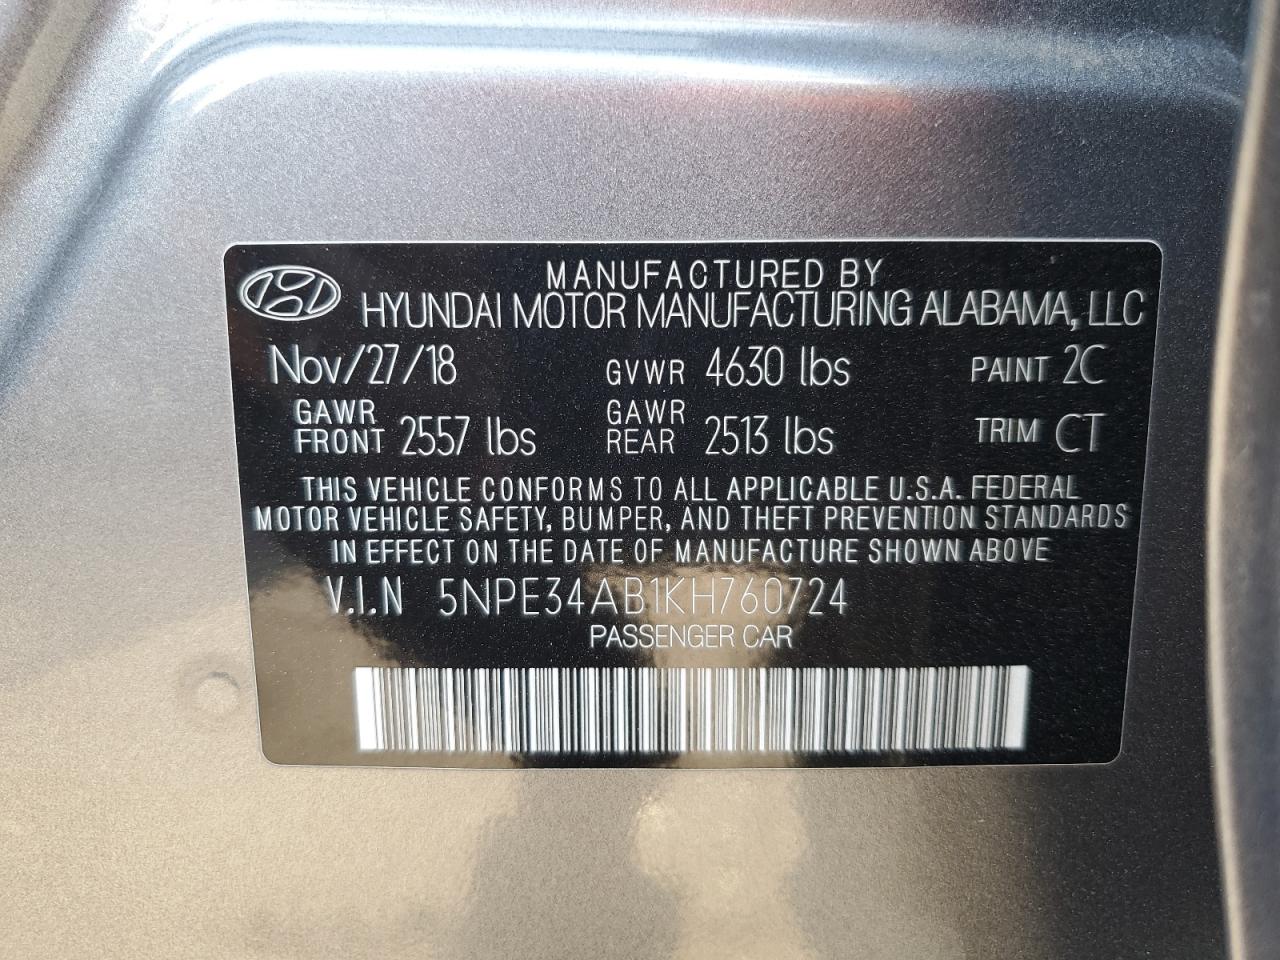 MANUFACTURED BY
HYUNDAI MOTOR MANUFACTURING ALABAMA, LLC
Nov/27/18 GVWR 4630 lbs PAINT 2C
GAWR FRONT 2557 lbs GAWR REAR 2513 lbs TRIM CT
THIS VEHICLE CONFORMS TO ALL APPLICABLE U.S.A. FEDERAL
MOTOR VEHICLE SAFETY, BUMPER, AND THEFT PREVENTION STANDARDS
IN EFFECT ON THE DATE OF MANUFACTURE SHOWN ABOVE
V.I.N 5NPE34AB1KH760724
PASSENGER CAR